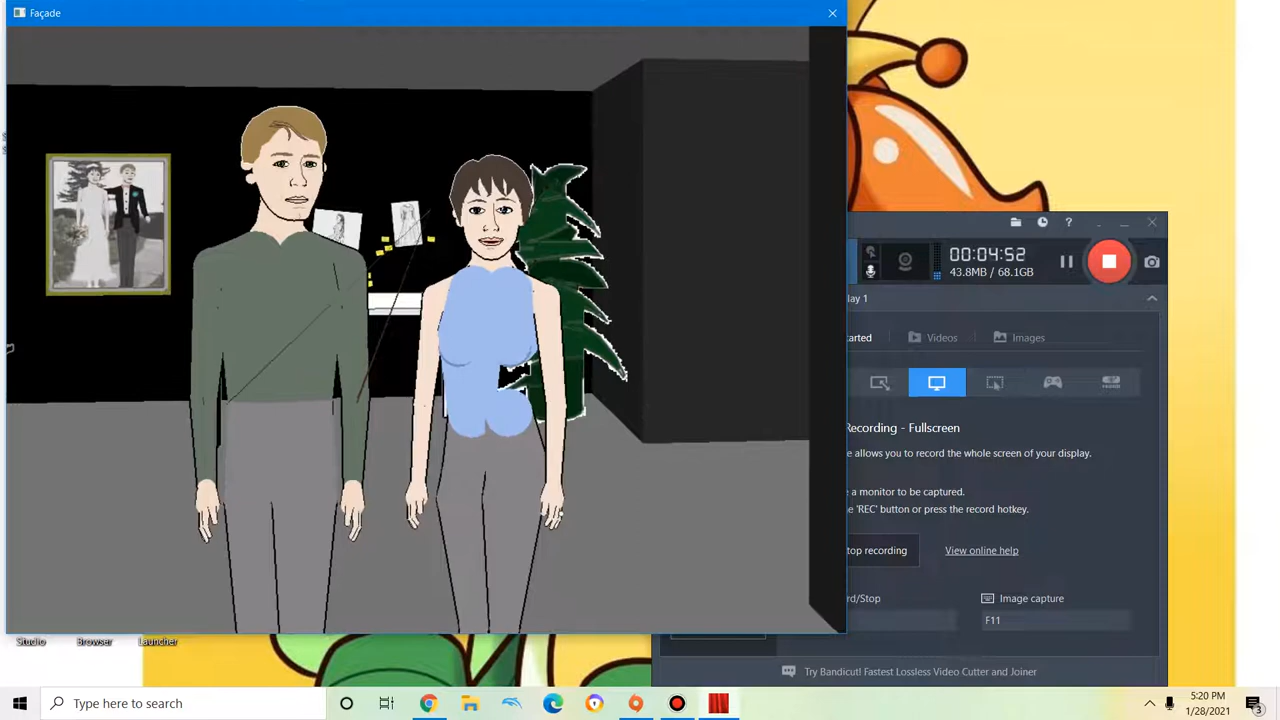 Façade
00:04:52
43.8MB / 68.1GB
lay 1
arted
Videos
Images
Recording - Fullscreen
e allows you to record the whole screen of your display.
e a monitor to be captured.
e 'REC' button or press the record hotkey.
top recording
View online help
rd/Stop
Image capture
F11
Studio
Browser
Launcher
Try Bandicut! Fastest Lossless Video Cutter and Joiner
Type here to search
5:20 PM
1/28/2021
3